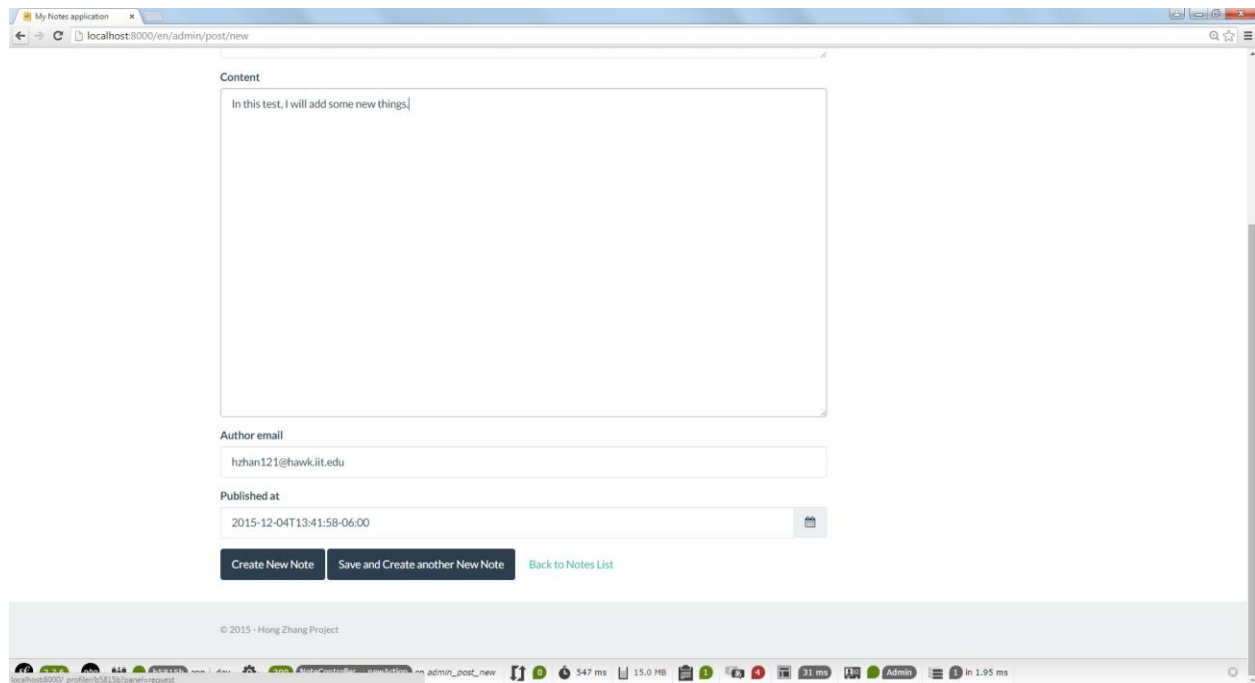 My Notes application
localhost:8000/en/admin/post/new
Content
In this test, I will add some new things.
Author email
hzhan121@hawk.iit.edu
Published at
2015-12-04T13:41:58-06:00
Create New Note Save and Create another New Note Back to Notes List
© 2015 - Hong Zhang Project
on admin_post_new 0 547 ms 15.0 MB 1 4 31 ms Admin 1 in 1.95 ms
localhost:8000/_profiler/b5815b?panel=request